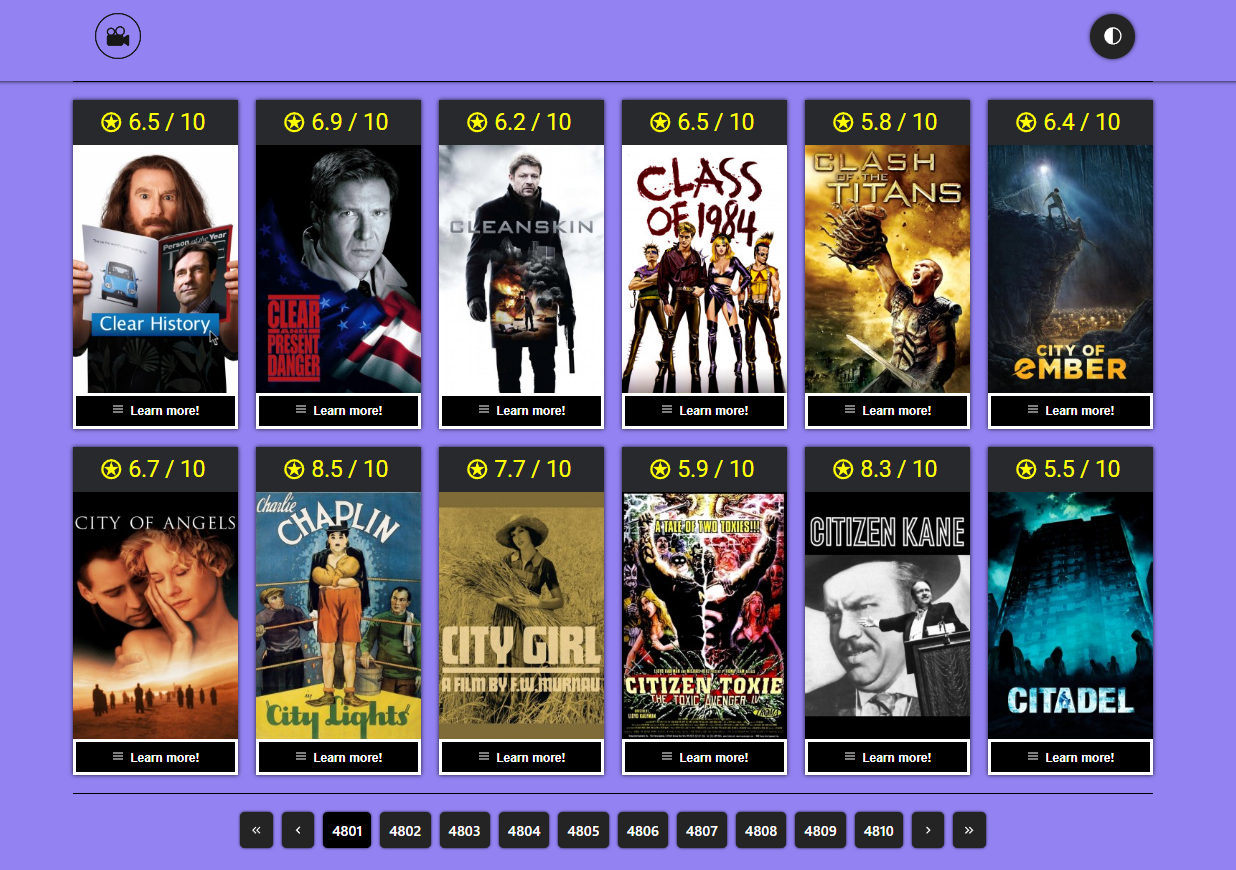 6.5 / 10
6.9 / 10
6.2 / 10
6.5 / 10
5.8 / 10
6.4 / 10
Person of the Year
Clear History
CLEAR
AND
PRESENT
DANGER
CLEANSKIN
CLASS
OF 1984
CLASH
OF THE
TITANS
CITY OF
EMBER
Learn more!
Learn more!
Learn more!
Learn more!
Learn more!
Learn more!
6.7 / 10
8.5 / 10
7.7 / 10
5.9 / 10
8.3 / 10
5.5 / 10
CITY OF ANGELS
Charlie
CHAPLIN
in
City Lights
CITY GIRL
A FILM BY F.W. MURNAU
A TALE OF TWO TOXIES!!!
CITIZEN TOXIE
THE TOXIC AVENGER IV
LLOYD KAUFMAN
CITIZEN KANE
CITADEL
Learn more!
Learn more!
Learn more!
Learn more!
Learn more!
Learn more!
« ‹ 4801 4802 4803 4804 4805 4806 4807 4808 4809 4810 › »